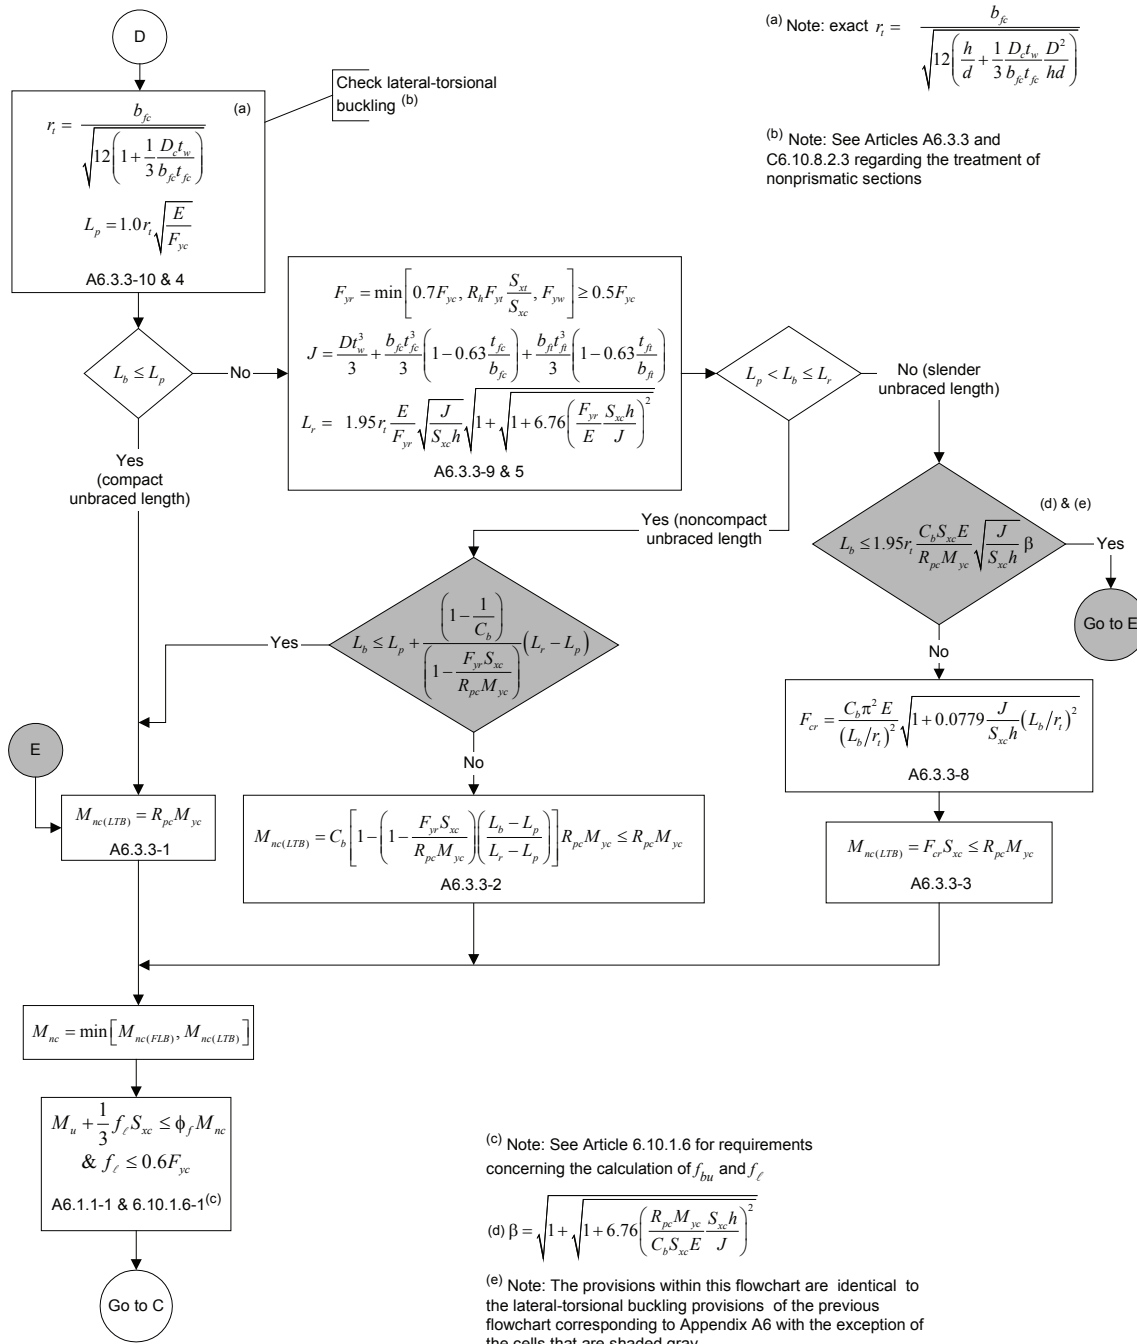 D
(a) Note: exact r_t = b_fc / √(12(h/d + (1/3)(D_c t_w / b_fc t_fc)(D²/hd)))
Check lateral-torsional
buckling (b)
(b) Note: See Articles A6.3.3 and
C6.10.8.2.3 regarding the treatment of
nonprismatic sections
(a)
r_t = b_fc / √(12(1 + (1/3)(D_c t_w / b_fc t_fc)))
L_p = 1.0 r_t √(E/F_yc)
A6.3.3-10 & 4
L_b ≤ L_p
No
F_yr = min[0.7F_yc, R_h F_yt (S_xt/S_xc), F_yw] ≥ 0.5F_yc
J = Dt_w³/3 + (b_fc t_fc³/3)(1 − 0.63 t_fc/b_fc) + (b_ft t_ft³/3)(1 − 0.63 t_ft/b_ft)
L_r = 1.95 r_t (E/F_yr) √(J/(S_xc h)) √(1 + √(1 + 6.76((F_yr/E)(S_xc h/J))²))
A6.3.3-9 & 5
L_p < L_b ≤ L_r
No (slender
unbraced length)
Yes
(compact
unbraced length)
Yes (noncompact
unbraced length
(d) & (e)
L_b ≤ 1.95 r_t (C_b S_xc E / R_pc M_yc) √(J/(S_xc h)) β
Yes
Go to E
No
Yes
L_b ≤ L_p + ((1 − 1/C_b) / (1 − F_yr S_xc / R_pc M_yc)) (L_r − L_p)
No
F_cr = (C_b π² E / (L_b/r_t)²) √(1 + 0.0779 (J/(S_xc h)) (L_b/r_t)²)
A6.3.3-8
E
M_nc(LTB) = R_pc M_yc
A6.3.3-1
M_nc(LTB) = C_b [1 − (1 − F_yr S_xc / R_pc M_yc)((L_b − L_p)/(L_r − L_p))] R_pc M_yc ≤ R_pc M_yc
A6.3.3-2
M_nc(LTB) = F_cr S_xc ≤ R_pc M_yc
A6.3.3-3
M_nc = min[M_nc(FLB), M_nc(LTB)]
M_u + (1/3) f_ℓ S_xc ≤ ϕ_f M_nc
& f_ℓ ≤ 0.6F_yc
A6.1.1-1 & 6.10.1.6-1(c)
Go to C
(c) Note: See Article 6.10.1.6 for requirements
concerning the calculation of f_bu and f_ℓ
(d) β = √(1 + √(1 + 6.76((R_pc M_yc / C_b S_xc E)(S_xc h/J))²))
(e) Note: The provisions within this flowchart are identical to
the lateral-torsional buckling provisions of the previous
flowchart corresponding to Appendix A6 with the exception of
the cells that are shaded gray